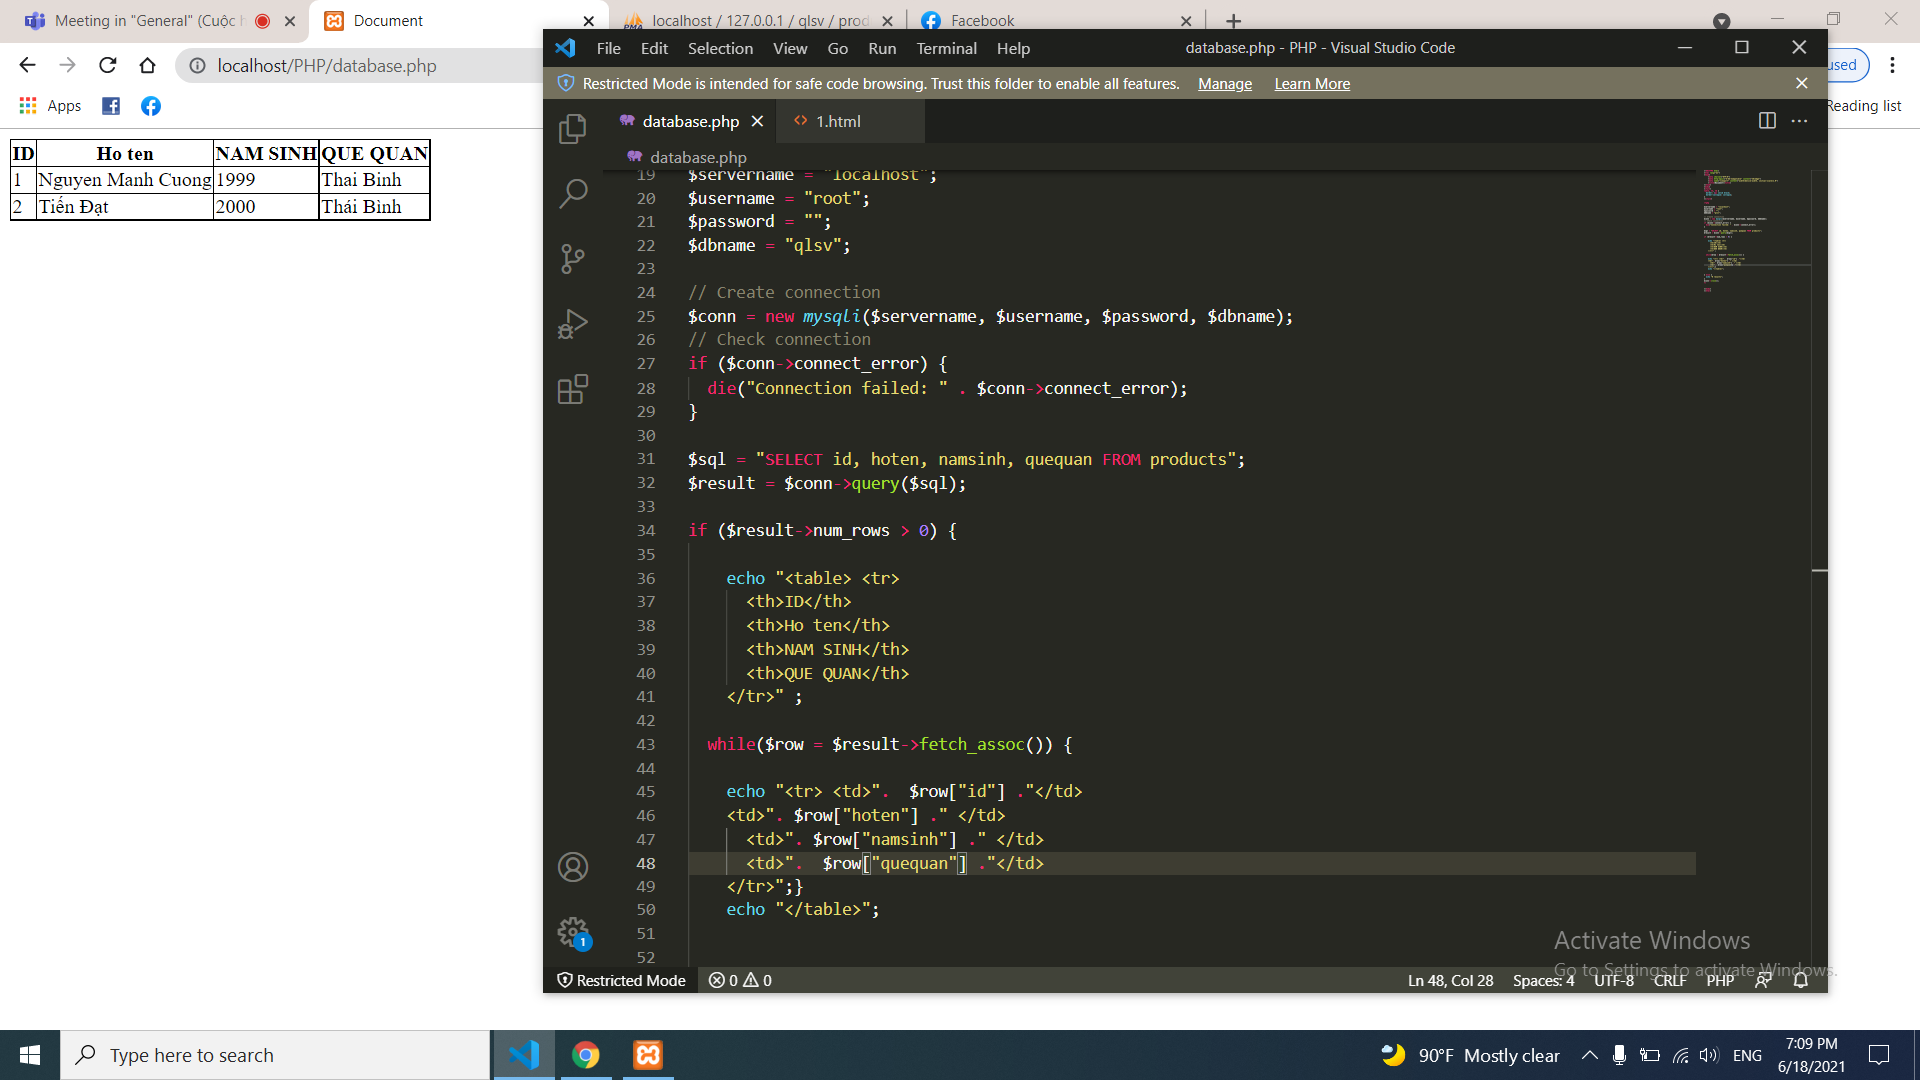 Meeting in "General" (Cuộc h
Document
localhost / 127.0.0.1 / qlsv / prod
Facebook
localhost/PHP/database.php
used
Apps
Reading list
ID Ho ten NAM SINH QUE QUAN
1 Nguyen Manh Cuong 1999 Thai Binh
2 Tiến Đạt 2000 Thái Bình
File Edit Selection View Go Run Terminal Help
database.php - PHP - Visual Studio Code
Restricted Mode is intended for safe code browsing. Trust this folder to enable all features. Manage Learn More
database.php
1.html
database.php
19 $servername = "localhost";
20 $username = "root";
21 $password = "";
22 $dbname = "qlsv";
23
24 // Create connection
25 $conn = new mysqli($servername, $username, $password, $dbname);
26 // Check connection
27 if ($conn->connect_error) {
28 die("Connection failed: " . $conn->connect_error);
29 }
30
31 $sql = "SELECT id, hoten, namsinh, quequan FROM products";
32 $result = $conn->query($sql);
33
34 if ($result->num_rows > 0) {
35
36 echo "<table> <tr>
37 <th>ID</th>
38 <th>Ho ten</th>
39 <th>NAM SINH</th>
40 <th>QUE QUAN</th>
41 </tr>" ;
42
43 while($row = $result->fetch_assoc()) {
44
45 echo "<tr> <td>".  $row["id"] ."</td>
46 <td>". $row["hoten"] ." </td>
47 <td>". $row["namsinh"] ." </td>
48 <td>".  $row["quequan"] ."</td>
49 </tr>";}
50 echo "</table>";
51
52
Activate Windows
Go to Settings to activate Windows.
1
Restricted Mode 0 0
Ln 48, Col 28 Spaces: 4 UTF-8 CRLF PHP
Type here to search
90°F Mostly clear
ENG
7:09 PM
6/18/2021